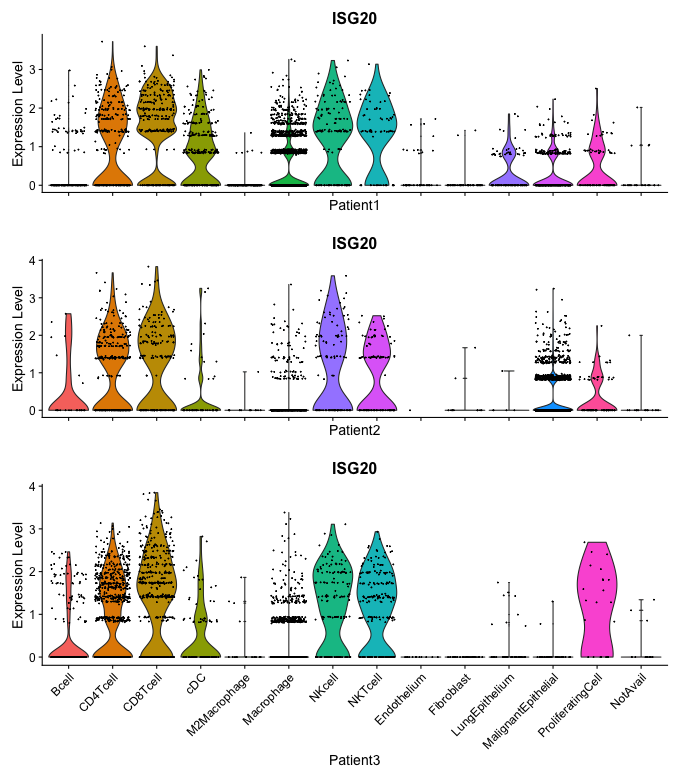 ISG20
Expression Level
3
2
1
0
Patient1
ISG20
Expression Level
4
3
2
1
0
Patient2
ISG20
Expression Level
4
3
2
1
0
Bcell
CD4Tcell
CD8Tcell
cDC
M2Macrophage
Macrophage
NKcell
NKTcell
Endothelium
Fibroblast
LungEpithelium
MalignantEpithelial
ProliferatingCell
NotAvail
Patient3